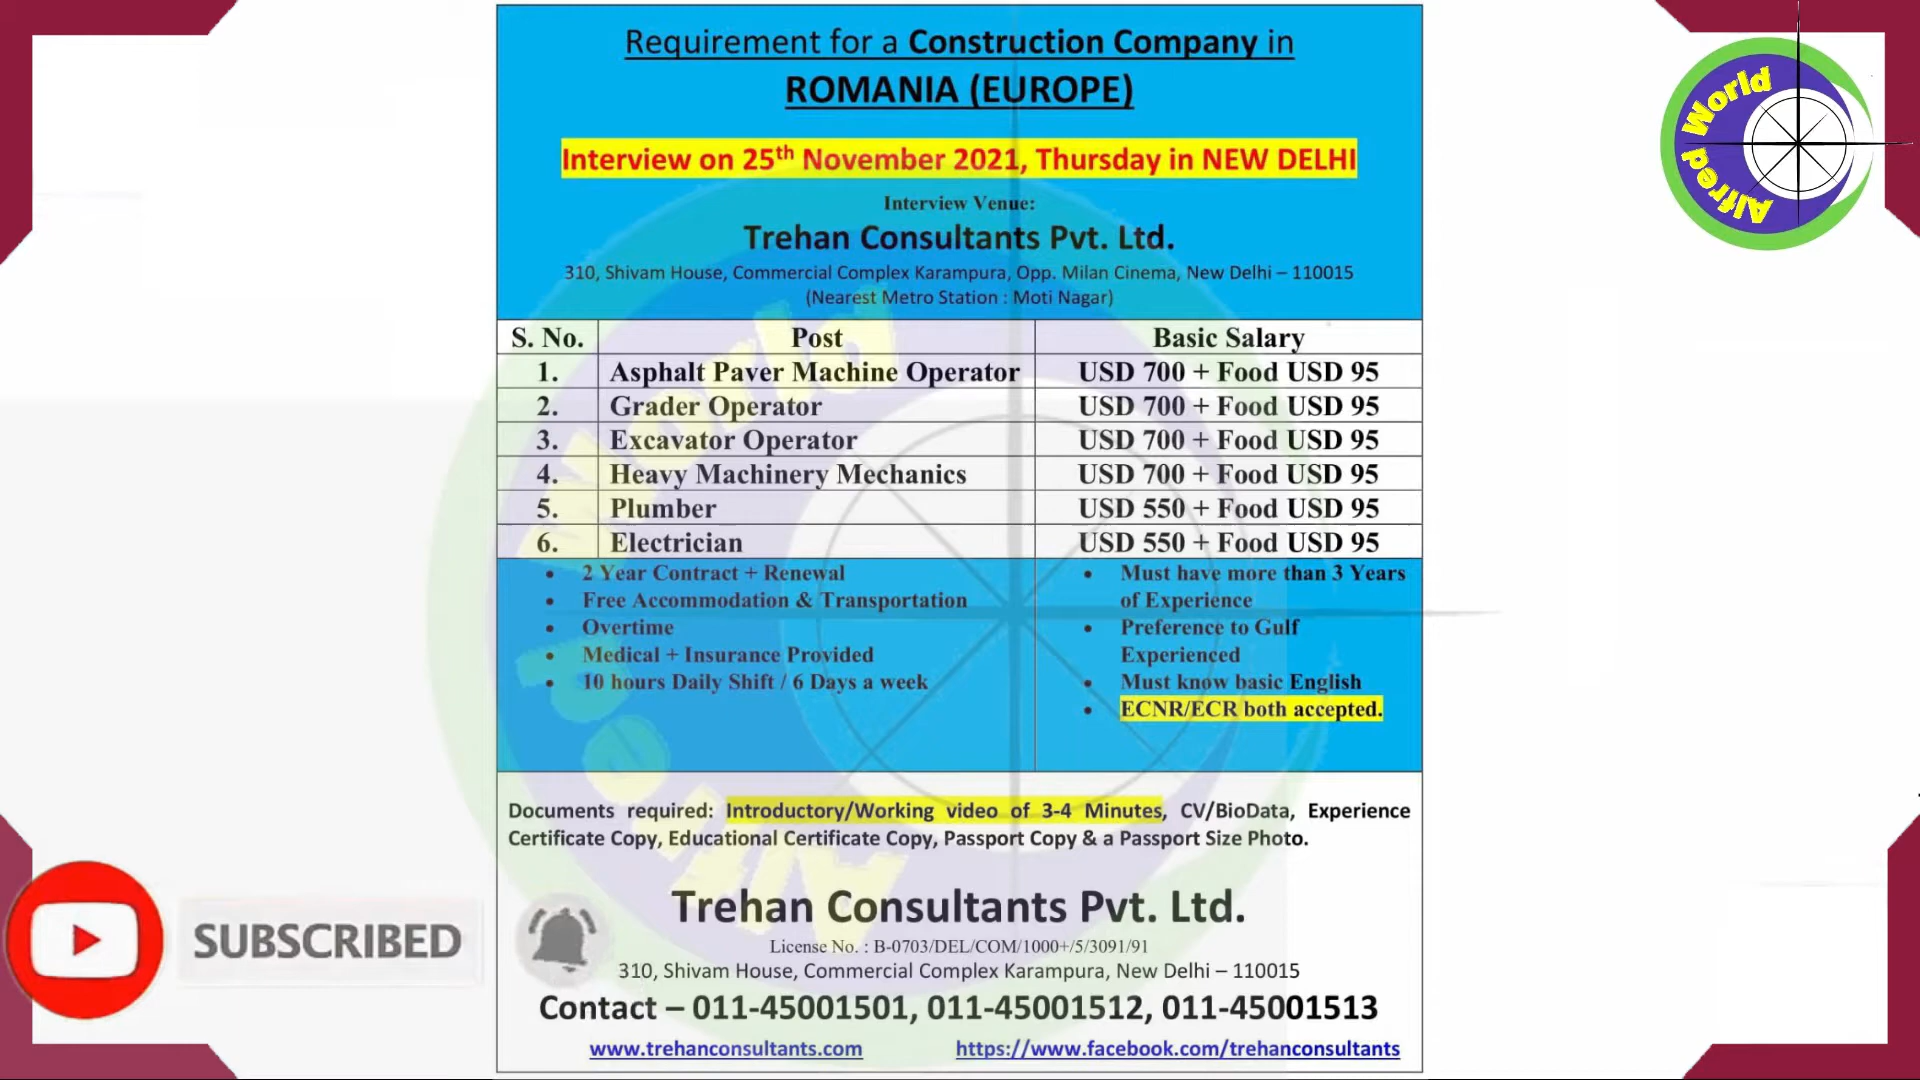 Requirement for a Construction Company in
ROMANIA (EUROPE)
Interview on 25th November 2021, Thursday in NEW DELHI
Interview Venue:
Trehan Consultants Pvt. Ltd.
310, Shivam House, Commercial Complex Karampura, Opp. Milan Cinema, New Delhi – 110015
(Nearest Metro Station : Moti Nagar)
S. No. Post Basic Salary
1. Asphalt Paver Machine Operator USD 700 + Food USD 95
2. Grader Operator USD 700 + Food USD 95
3. Excavator Operator USD 700 + Food USD 95
4. Heavy Machinery Mechanics USD 700 + Food USD 95
5. Plumber USD 550 + Food USD 95
6. Electrician USD 550 + Food USD 95
• 2 Year Contract + Renewal
• Free Accommodation & Transportation
• Overtime
• Medical + Insurance Provided
• 10 hours Daily Shift / 6 Days a week
• Must have more than 3 Years
of Experience
• Preference to Gulf
Experienced
• Must know basic English
• ECNR/ECR both accepted.
Documents required: Introductory/Working video of 3-4 Minutes, CV/BioData, Experience
Certificate Copy, Educational Certificate Copy, Passport Copy & a Passport Size Photo.
Trehan Consultants Pvt. Ltd.
License No. : B-0703/DEL/COM/1000+/5/3091/91
310, Shivam House, Commercial Complex Karampura, New Delhi – 110015
Contact – 011-45001501, 011-45001512, 011-45001513
www.trehanconsultants.com https://www.facebook.com/trehanconsultants
SUBSCRIBED
Alfred World
Alfred World